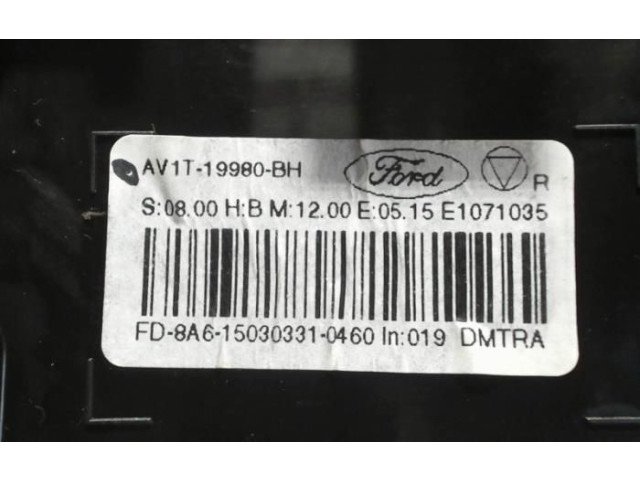 AV1T-19980-BH Ford R
S:08.00 H:B M:12.00 E:05.15 E1071035
FD-8A6-15030331-0460 In:019 DMTRA